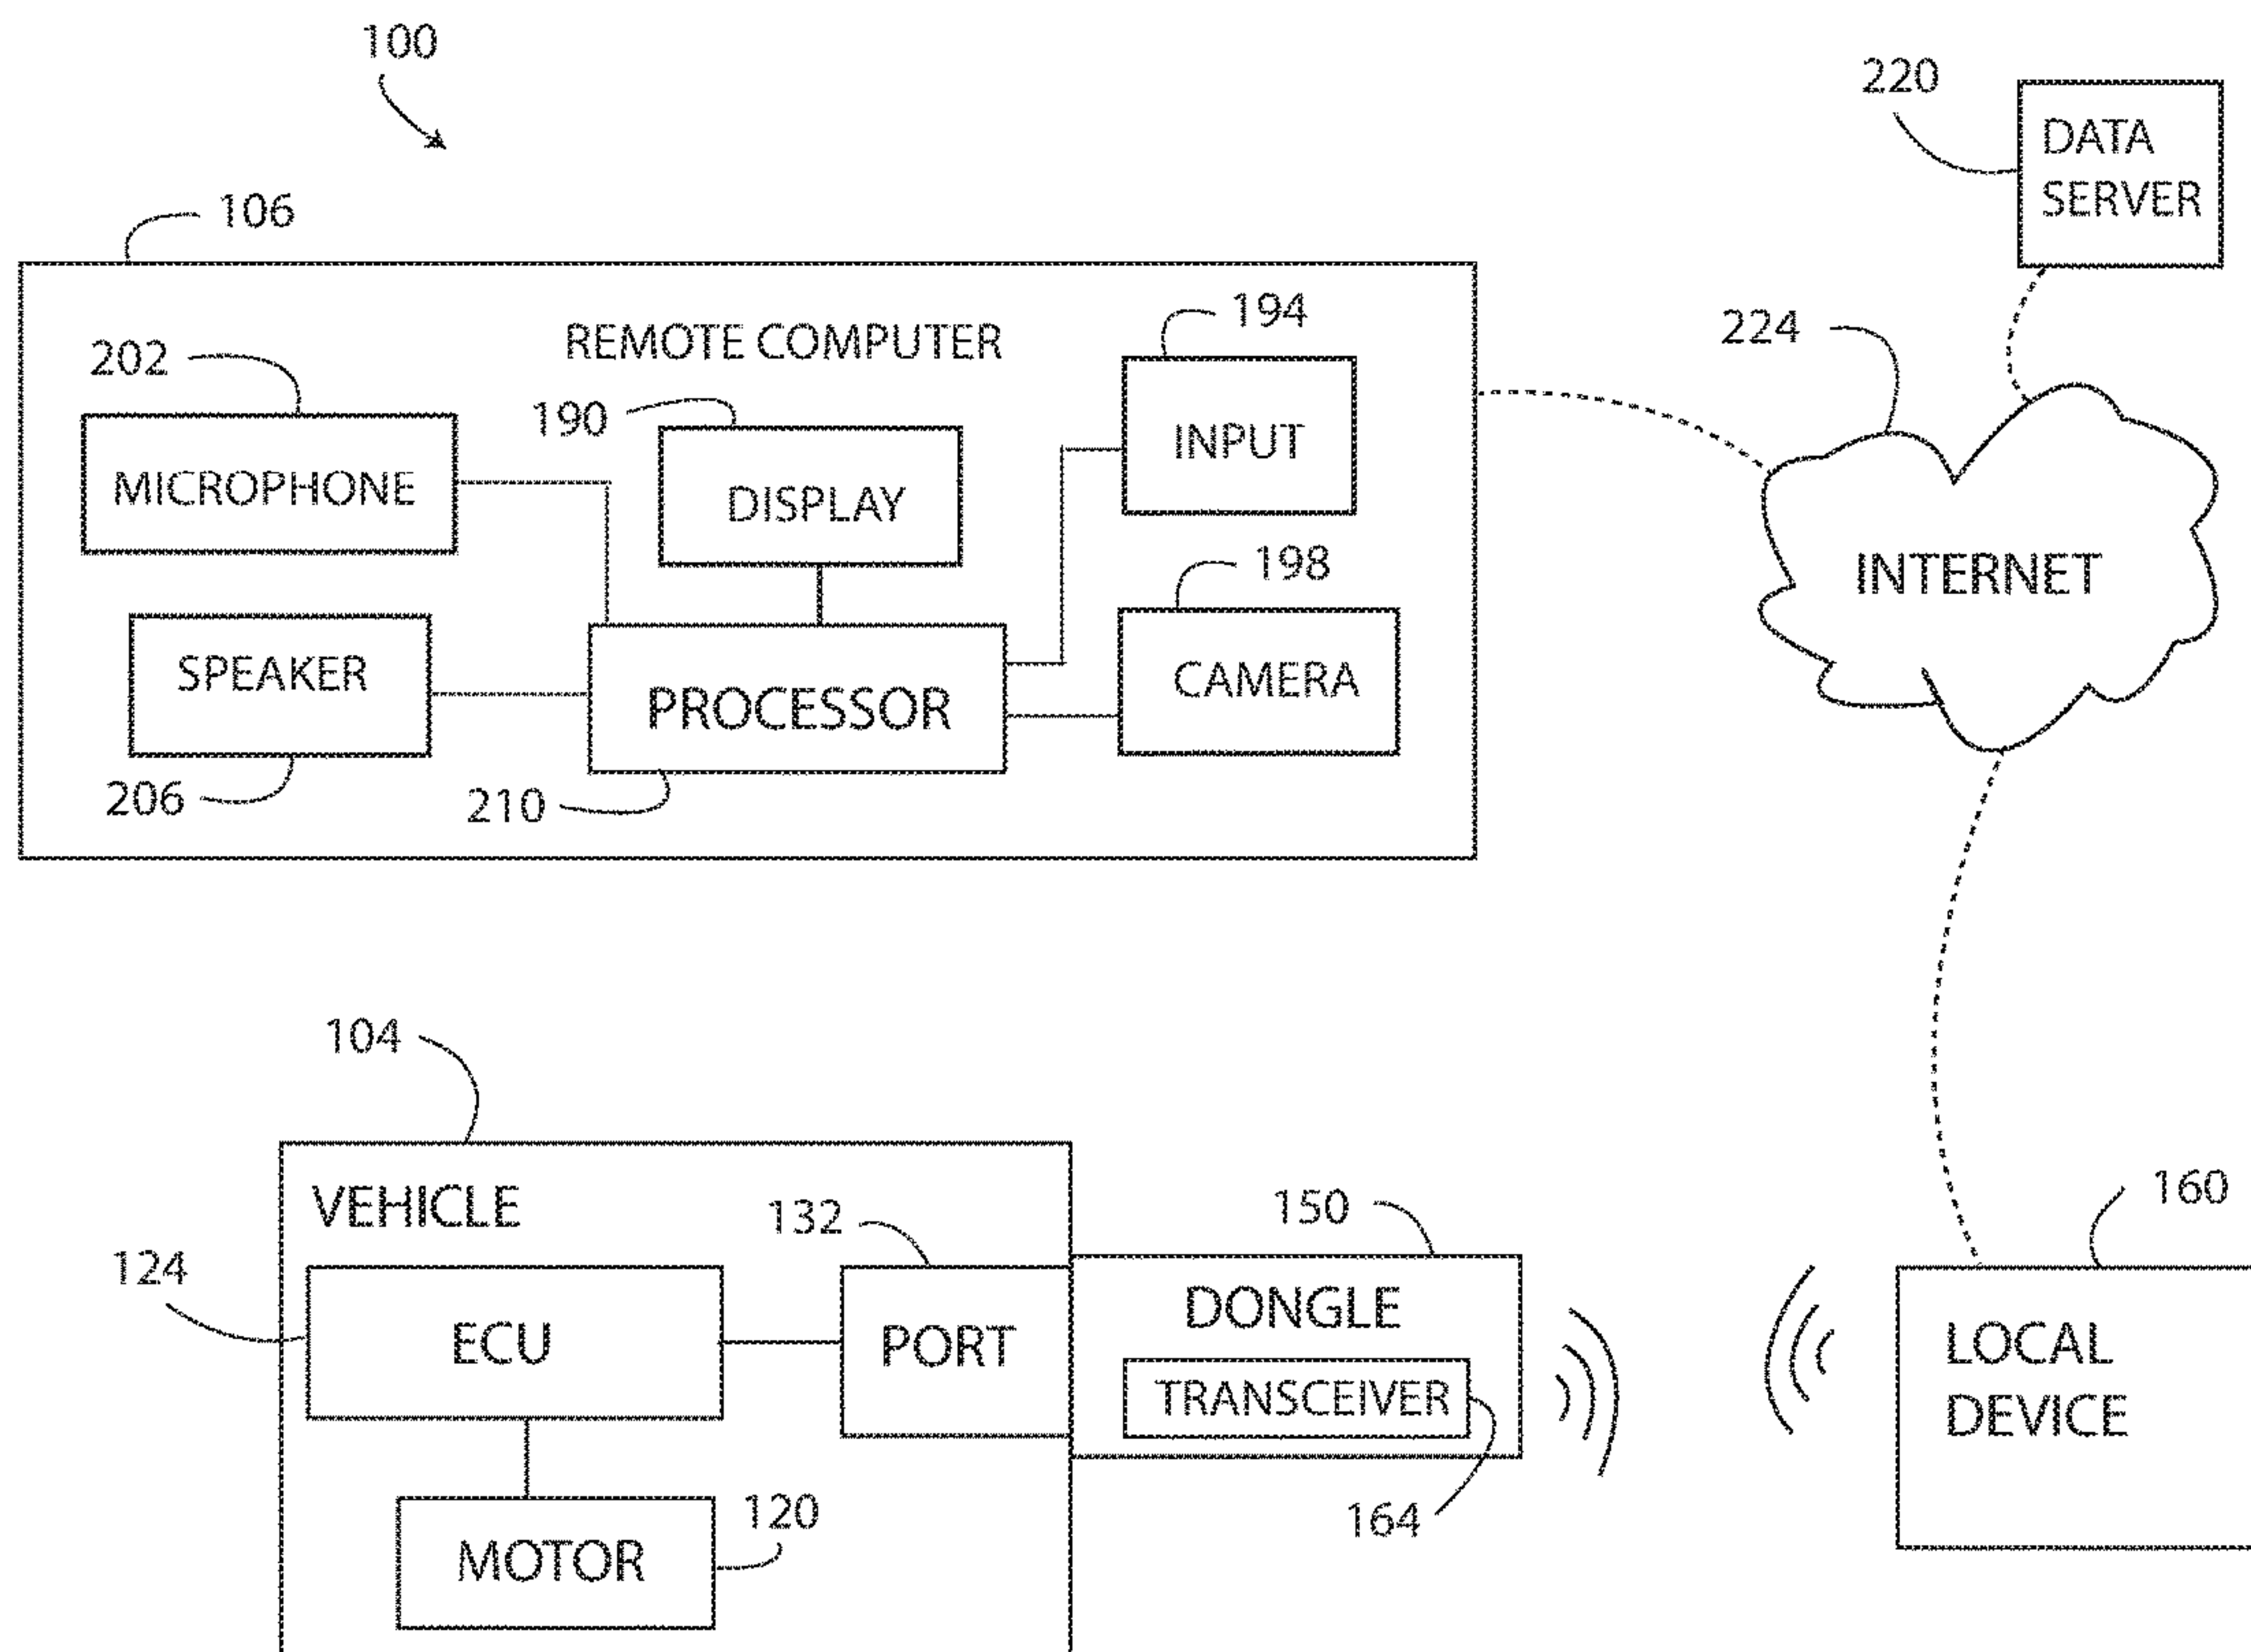 100
220
DATA
SERVER
106
REMOTE COMPUTER
194
224
202
190
INPUT
MICROPHONE
DISPLAY
198
INTERNET
SPEAKER
PROCESSOR
CAMERA
206
210
104
VEHICLE
132
150
160
124
ECU
PORT
DONGLE
TRANSCEIVER
LOCAL
DEVICE
164
120
MOTOR